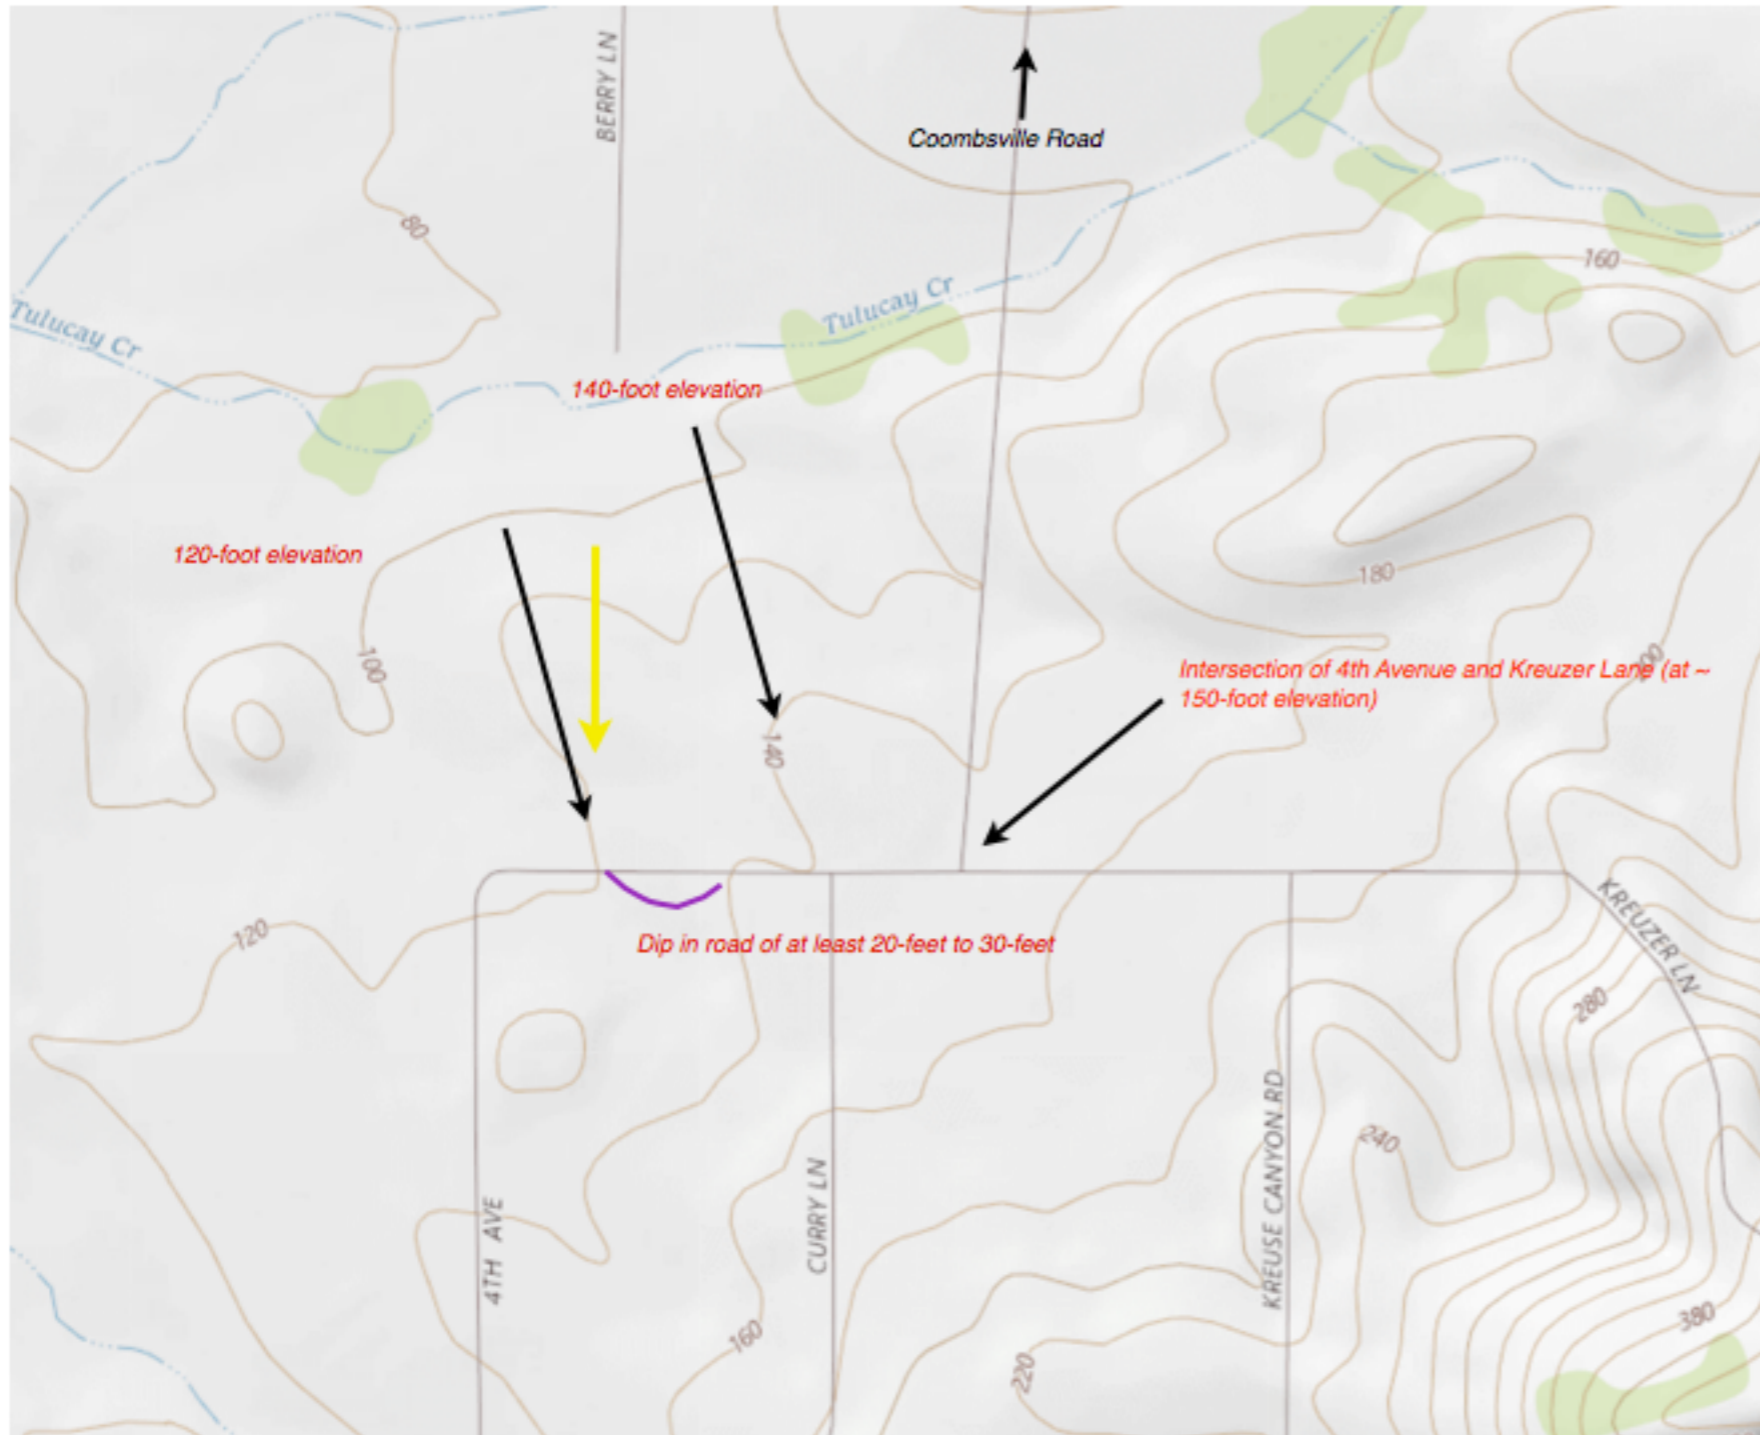 BERRY LN
Coombsville Road
80
160
Tulucay Cr
Tulucay Cr
140-foot elevation
120-foot elevation
180
100
Intersection of 4th Avenue and Kreuzer Lane (at ~
150-foot elevation)
140
KREUZER LN
120
Dip in road of at least 20-feet to 30-feet
280
240
KREUSE CANYON RD
CURRY LN
4TH AVE
160
220
380